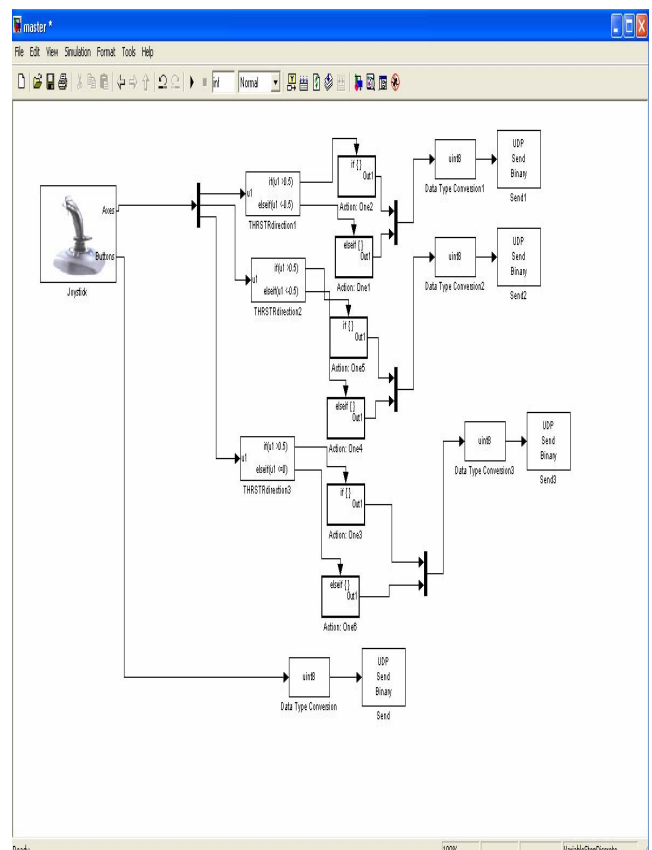 master *
File Edit View Simulation Format Tools Help
inf Normal
Axes
Buttons
Joystick
u1
if(u1 >0.5)
elseif(u1 <-0.5)
THRSTRdirection1
if { }
Out1
Action: One2
elseif { }
Out1
Action: One1
uint8
Data Type Conversion1
UDP
Send
Binary
Send1
u1
if(u1 >0.5)
elseif(u1 <-0.5)
THRSTRdirection2
if { }
Out1
Action: One5
elseif { }
Out1
Action: One4
uint8
Data Type Conversion2
UDP
Send
Binary
Send2
u1
if(u1 >0.5)
elseif(u1 <=0)
THRSTRdirection3
if { }
Out1
Action: One3
elseif { }
Out1
Action: One6
uint8
Data Type Conversion3
UDP
Send
Binary
Send3
uint8
Data Type Conversion
UDP
Send
Binary
Send
Ready 100% VariableStepDiscrete